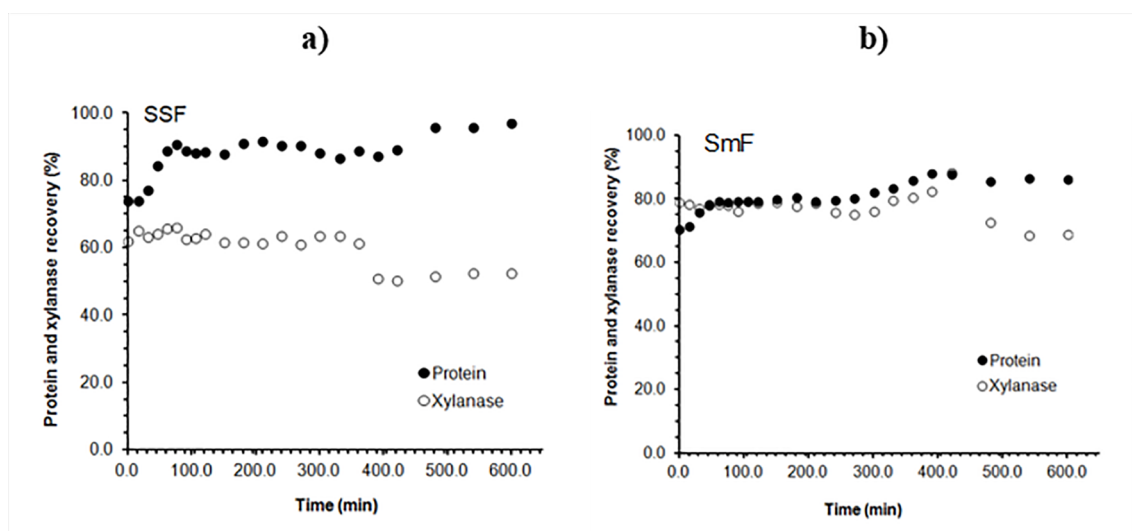 a)
SSF
Protein and xylanase recovery (%)
100.0
80.0
60.0
40.0
20.0
0.0
Protein
Xylanase
0.0 100.0 200.0 300.0 400.0 500.0 600.0
Time (min)
b)
SmF
Protein and xylanase recovery (%)
100.0
80.0
60.0
40.0
20.0
0.0
Protein
Xylanase
0.0 100.0 200.0 300.0 400.0 500.0 600.0
Time (min)